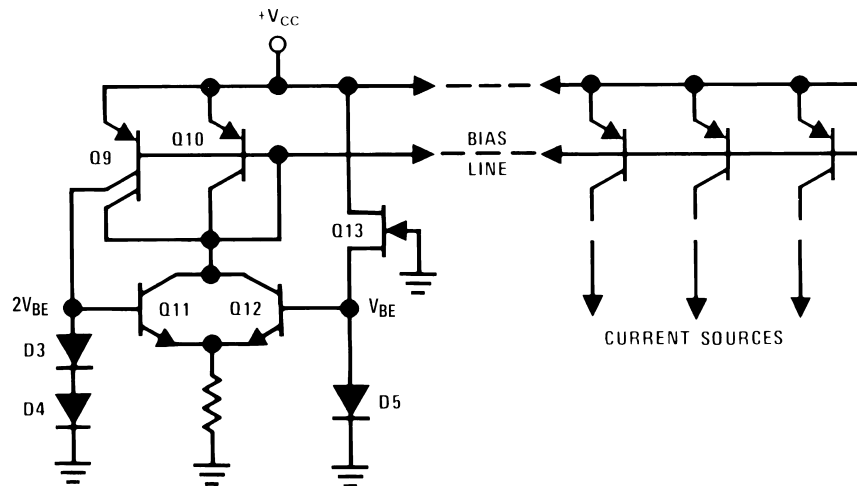 +VCC
Q9
Q10
BIAS
LINE
Q13
2VBE
Q11
Q12
VBE
D3
D4
D5
CURRENT SOURCES